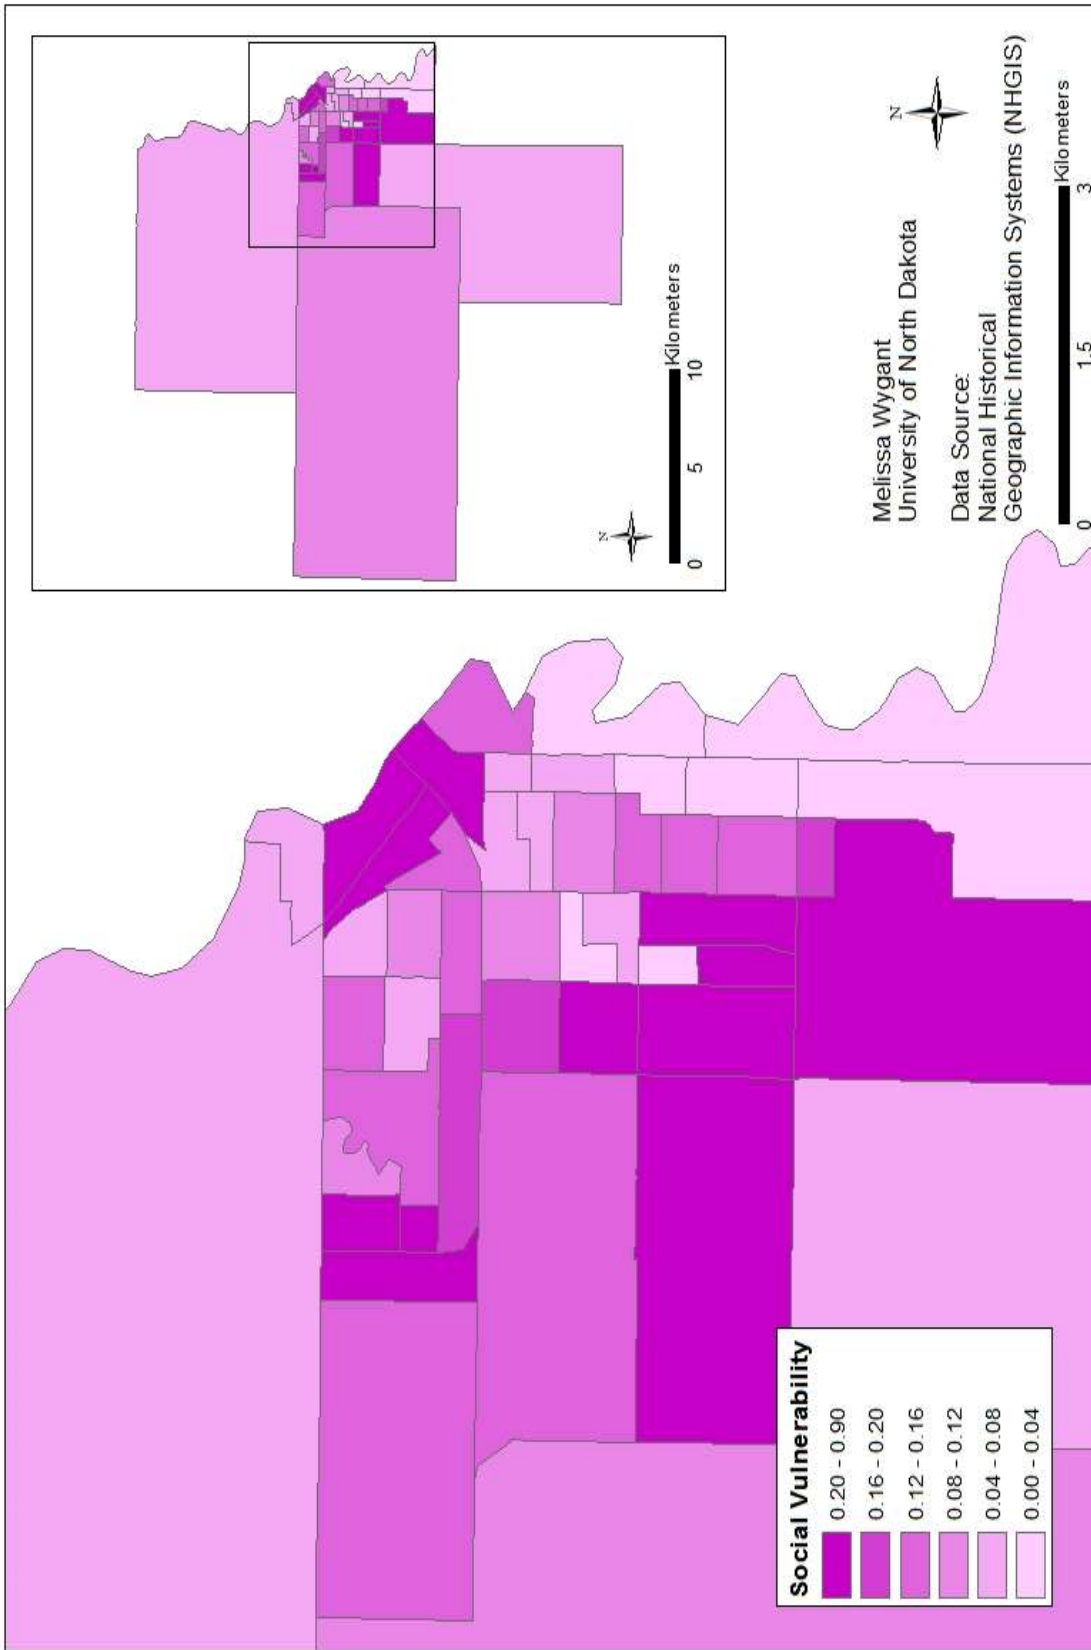 N
0 5 10
Kilometers
N
Melissa Wygant
University of North Dakota
Data Source:
National Historical
Geographic Information Systems (NHGIS)
Kilometers
0 1.5 3
Social Vulnerability
0.20 - 0.90
0.16 - 0.20
0.12 - 0.16
0.08 - 0.12
0.04 - 0.08
0.00 - 0.04